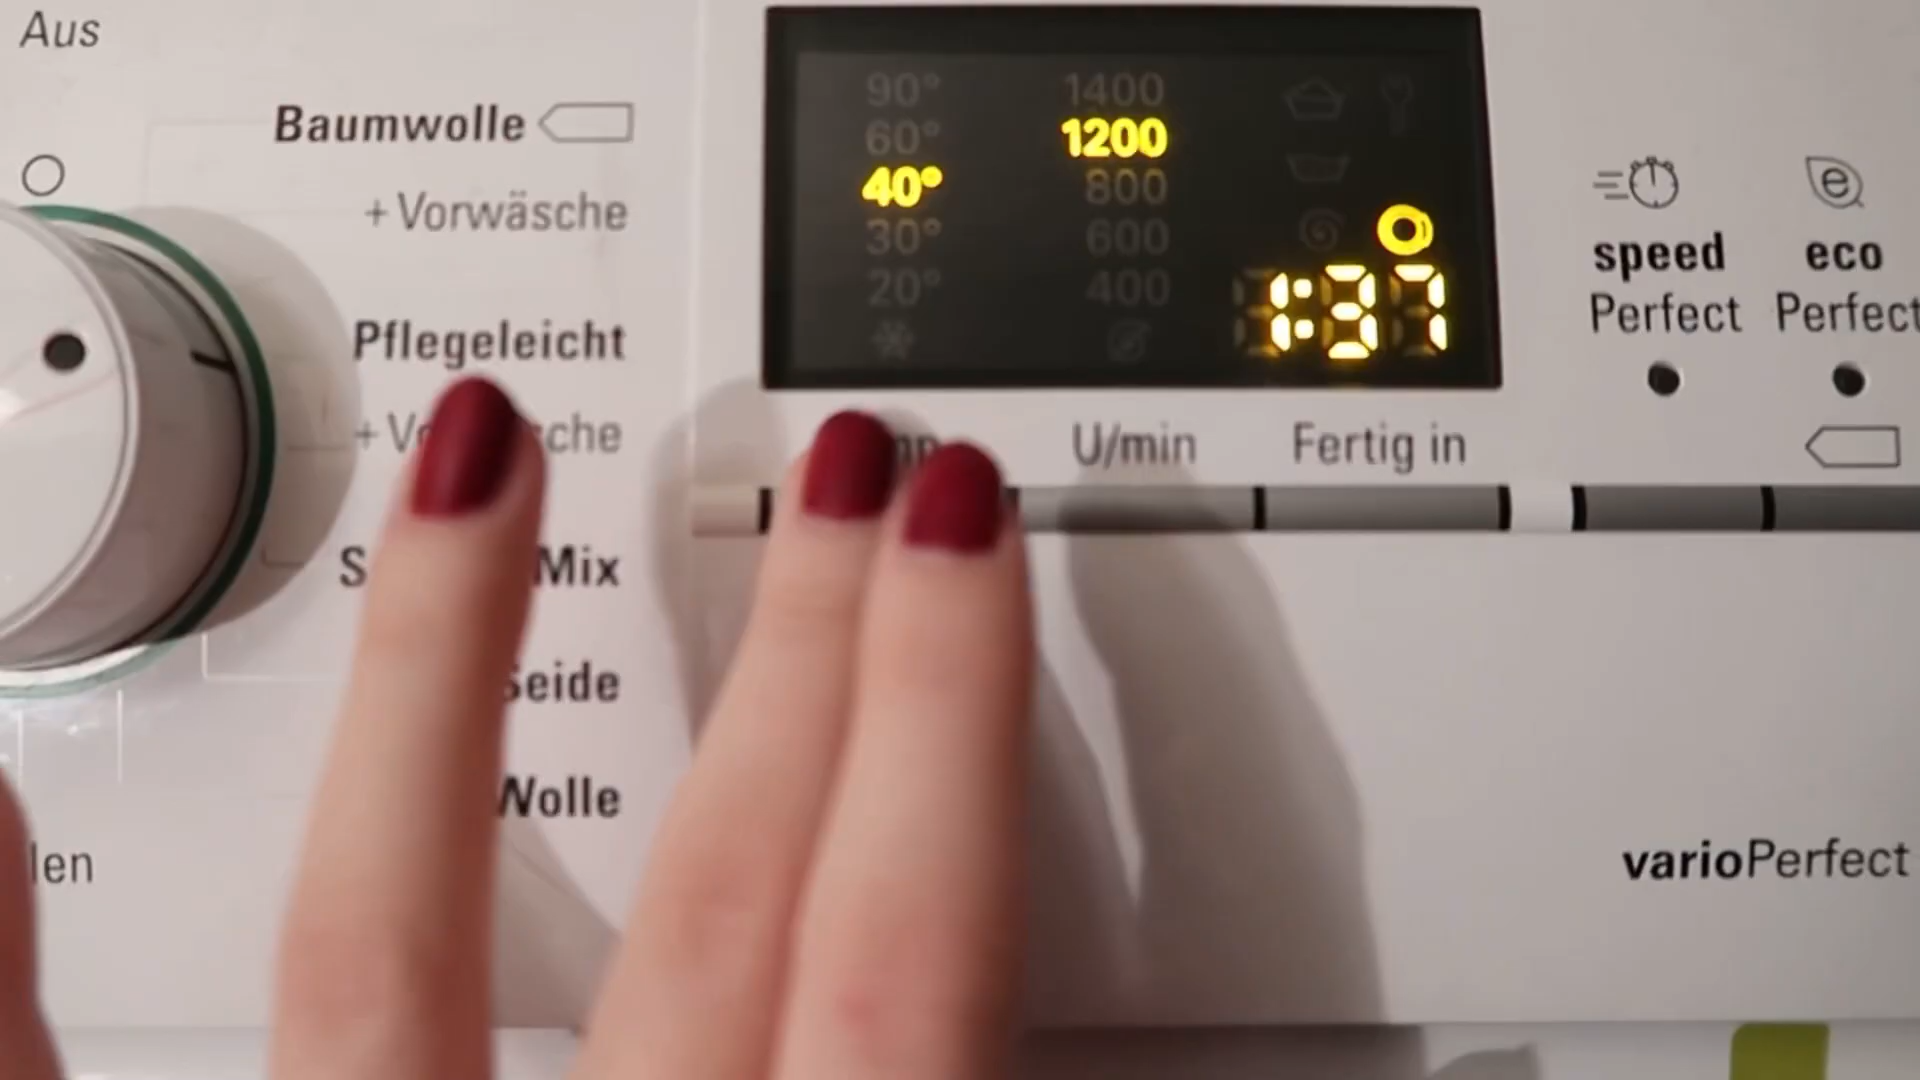 Aus
Baumwolle
+ Vorwäsche
Pflegeleicht
Mix
Seide
Wolle
len
90°
60°
40°
30°
20°
1400
1200
800
600
400
1:37
U/min
Fertig in
speed
Perfect
eco
Perfect
varioPerfect